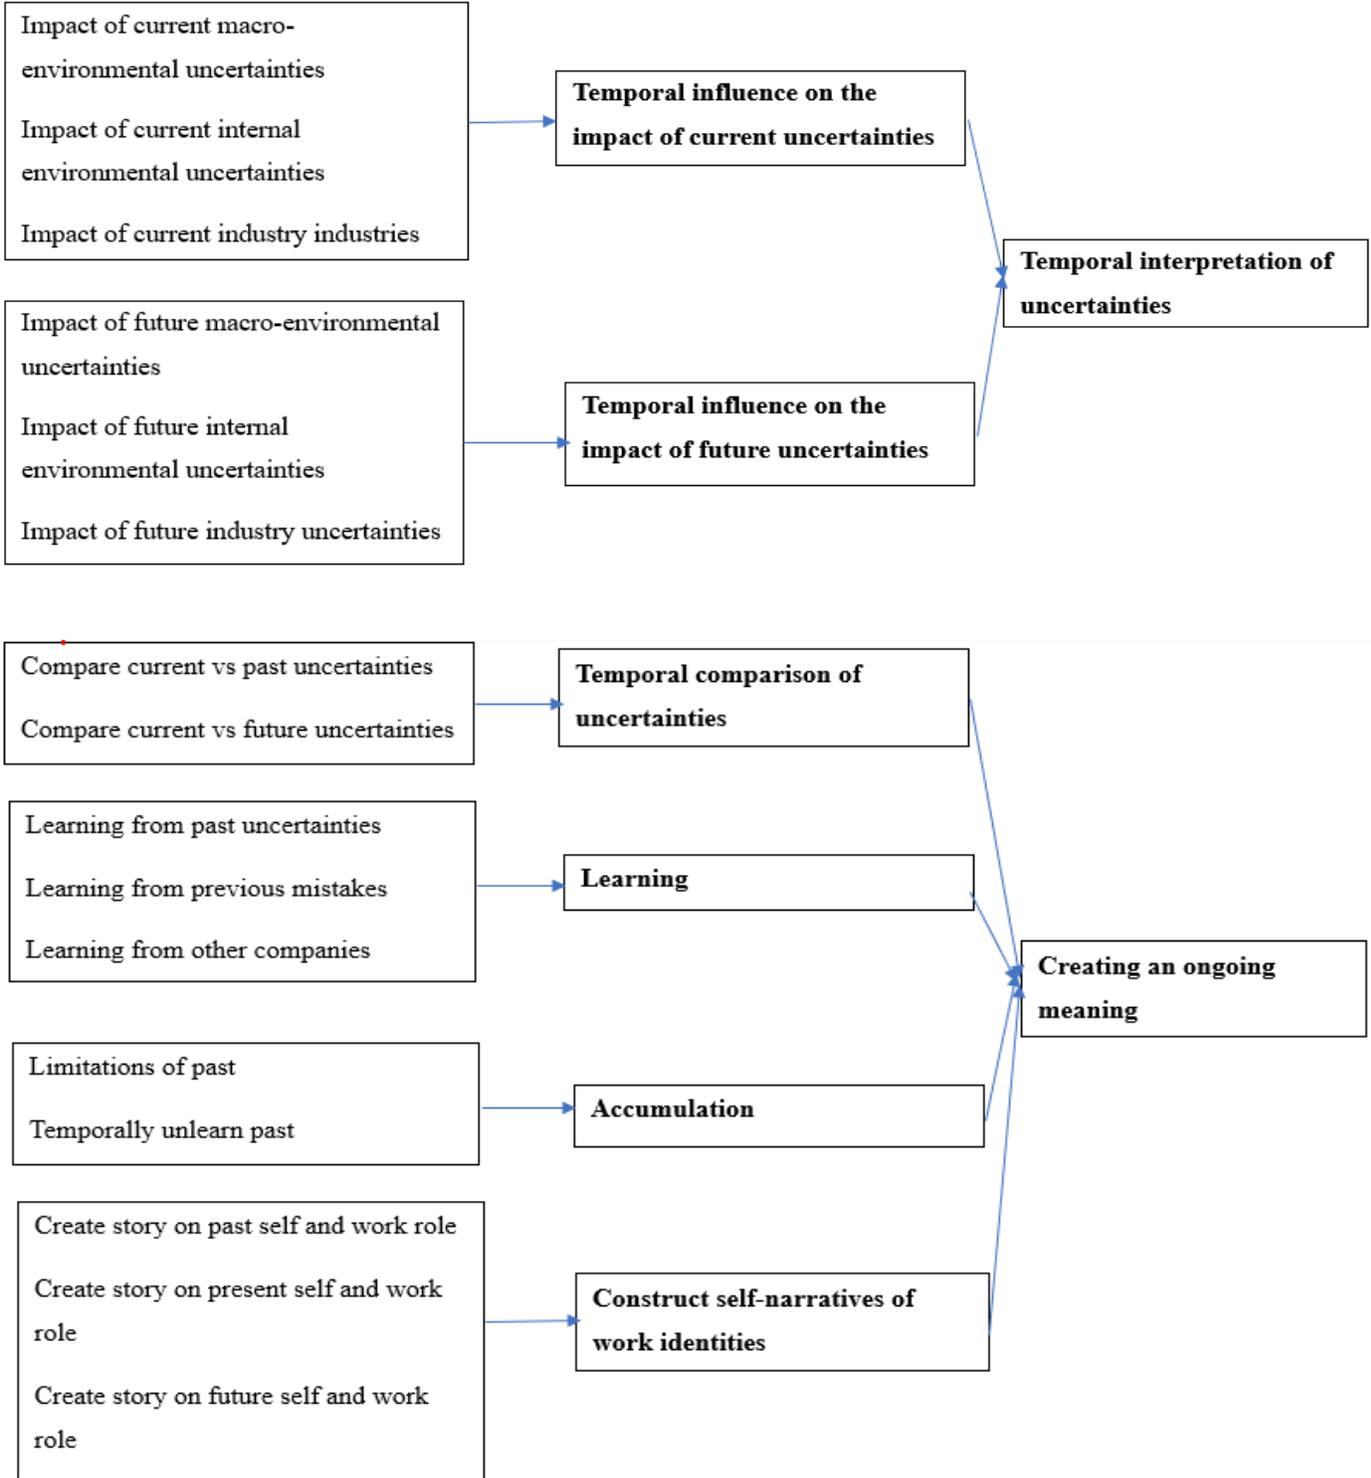 Impact of current macro-
environmental uncertainties
Impact of current internal
environmental uncertainties
Impact of current industry industries
Temporal influence on the
impact of current uncertainties
Temporal interpretation of
uncertainties
Impact of future macro-environmental
uncertainties
Impact of future internal
environmental uncertainties
Impact of future industry uncertainties
Temporal influence on the
impact of future uncertainties
Compare current vs past uncertainties
Compare current vs future uncertainties
Temporal comparison of
uncertainties
Learning from past uncertainties
Learning from previous mistakes
Learning from other companies
Learning
Creating an ongoing
meaning
Limitations of past
Temporally unlearn past
Accumulation
Create story on past self and work role
Create story on present self and work
role
Create story on future self and work
role
Construct self-narratives of
work identities